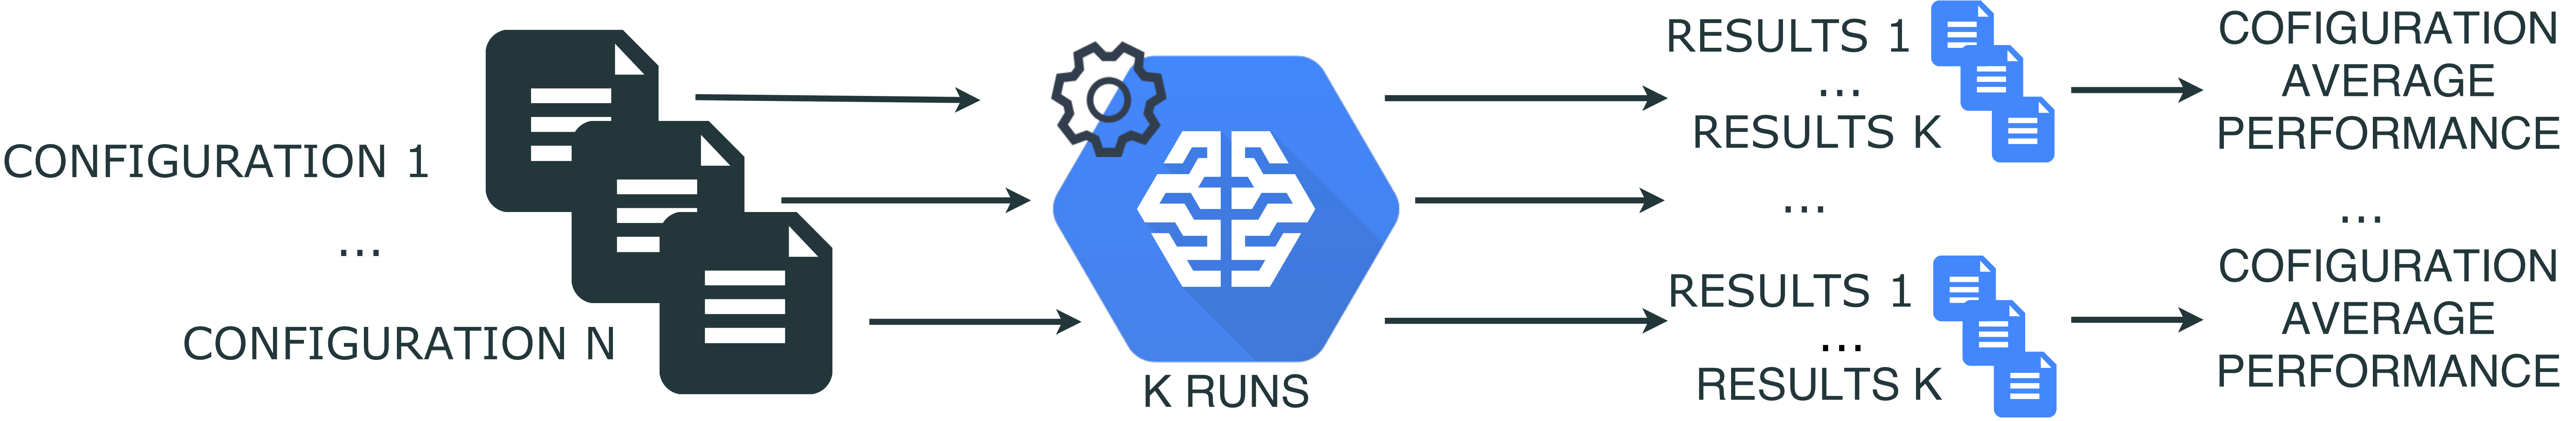 CONFIGURATION 1
...
CONFIGURATION N
K RUNS
RESULTS 1
...
RESULTS K
...
RESULTS 1
...
RESULTS K
COFIGURATION
AVERAGE
PERFORMANCE
...
COFIGURATION
AVERAGE
PERFORMANCE